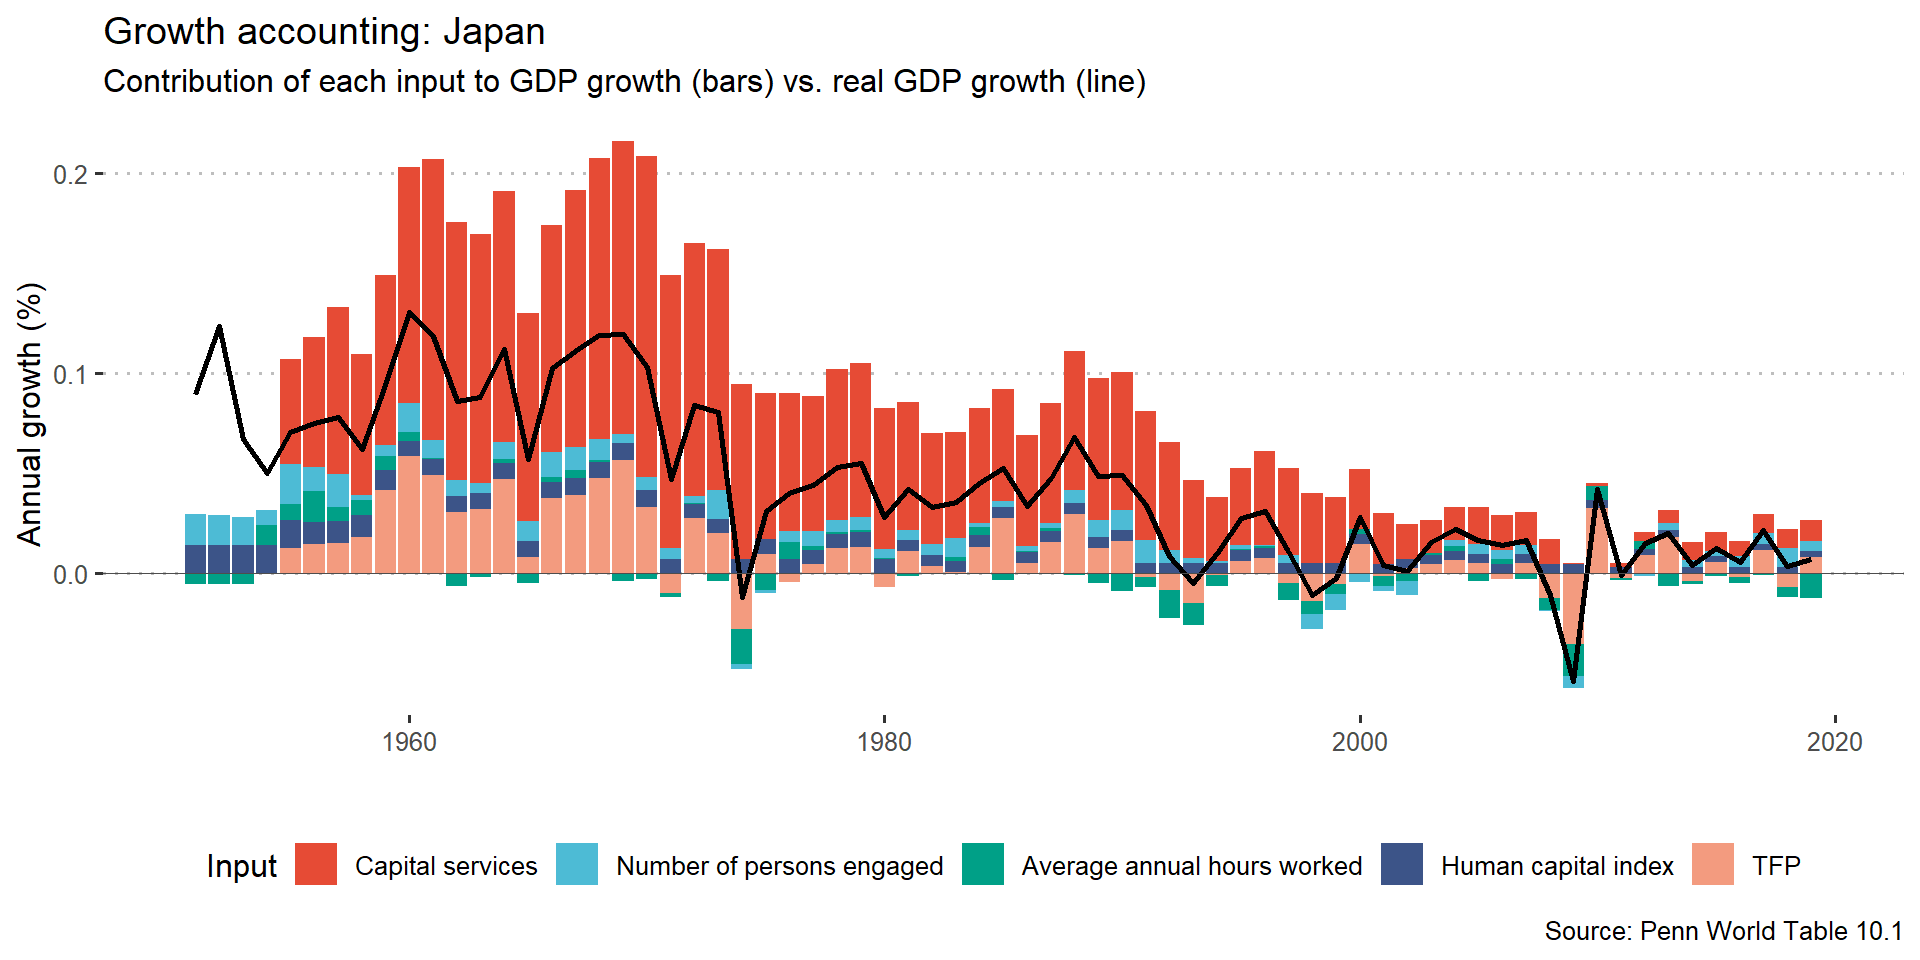 Growth accounting: Japan
Contribution of each input to GDP growth (bars) vs. real GDP growth (line)
Annual growth (%)
0.2
0.1
0.0
1960 1980 2000 2020
Input Capital services Number of persons engaged Average annual hours worked Human capital index TFP
Source: Penn World Table 10.1